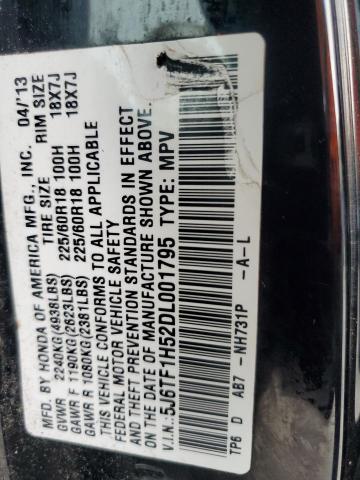 MFD. BY HONDA OF AMERICA MFG., INC. 04/'13
TIRE SIZE RIM SIZE
GVWR 2240KG(4938LBS)
GAWR F 1190KG(2623LBS) 225/60R18 100H 18X7J
GAWR R 1080KG(2381LBS) 225/60R18 100H 18X7J
THIS VEHICLE CONFORMS TO ALL APPLICABLE
FEDERAL MOTOR VEHICLE SAFETY
AND THEFT PREVENTION STANDARDS IN EFFECT
ON THE DATE OF MANUFACTURE SHOWN ABOVE.
V.I.N.: 5J6TF1H52DL001795 TYPE: MPV
TP6 D AB7 - NH731P -A-L